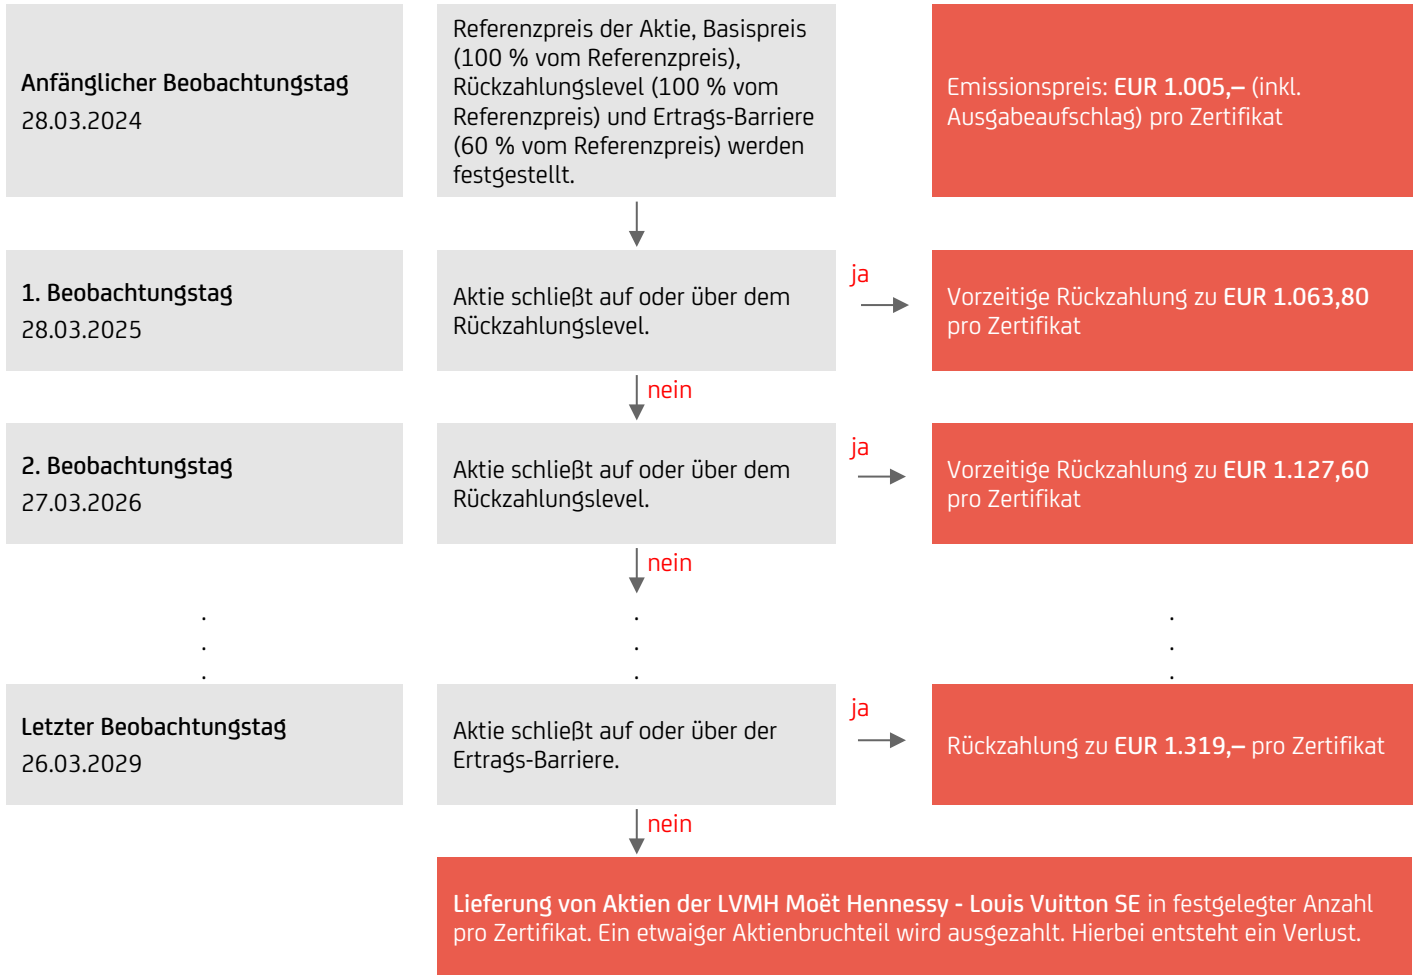 Anfänglicher Beobachtungstag
28.03.2024
Referenzpreis der Aktie, Basispreis
(100 % vom Referenzpreis),
Rückzahlungslevel (100 % vom
Referenzpreis) und Ertrags-Barriere
(60 % vom Referenzpreis) werden
festgestellt.
Emissionspreis: EUR 1.005,– (inkl.
Ausgabeaufschlag) pro Zertifikat
1. Beobachtungstag
28.03.2025
Aktie schließt auf oder über dem
Rückzahlungslevel.
ja
Vorzeitige Rückzahlung zu EUR 1.063,80
pro Zertifikat
nein
2. Beobachtungstag
27.03.2026
Aktie schließt auf oder über dem
Rückzahlungslevel.
ja
Vorzeitige Rückzahlung zu EUR 1.127,60
pro Zertifikat
nein
.
.
.
.
.
.
.
.
.
Letzter Beobachtungstag
26.03.2029
Aktie schließt auf oder über der
Ertrags-Barriere.
ja
Rückzahlung zu EUR 1.319,– pro Zertifikat
nein
Lieferung von Aktien der LVMH Moët Hennessy - Louis Vuitton SE in festgelegter Anzahl
pro Zertifikat. Ein etwaiger Aktienbruchteil wird ausgezahlt. Hierbei entsteht ein Verlust.